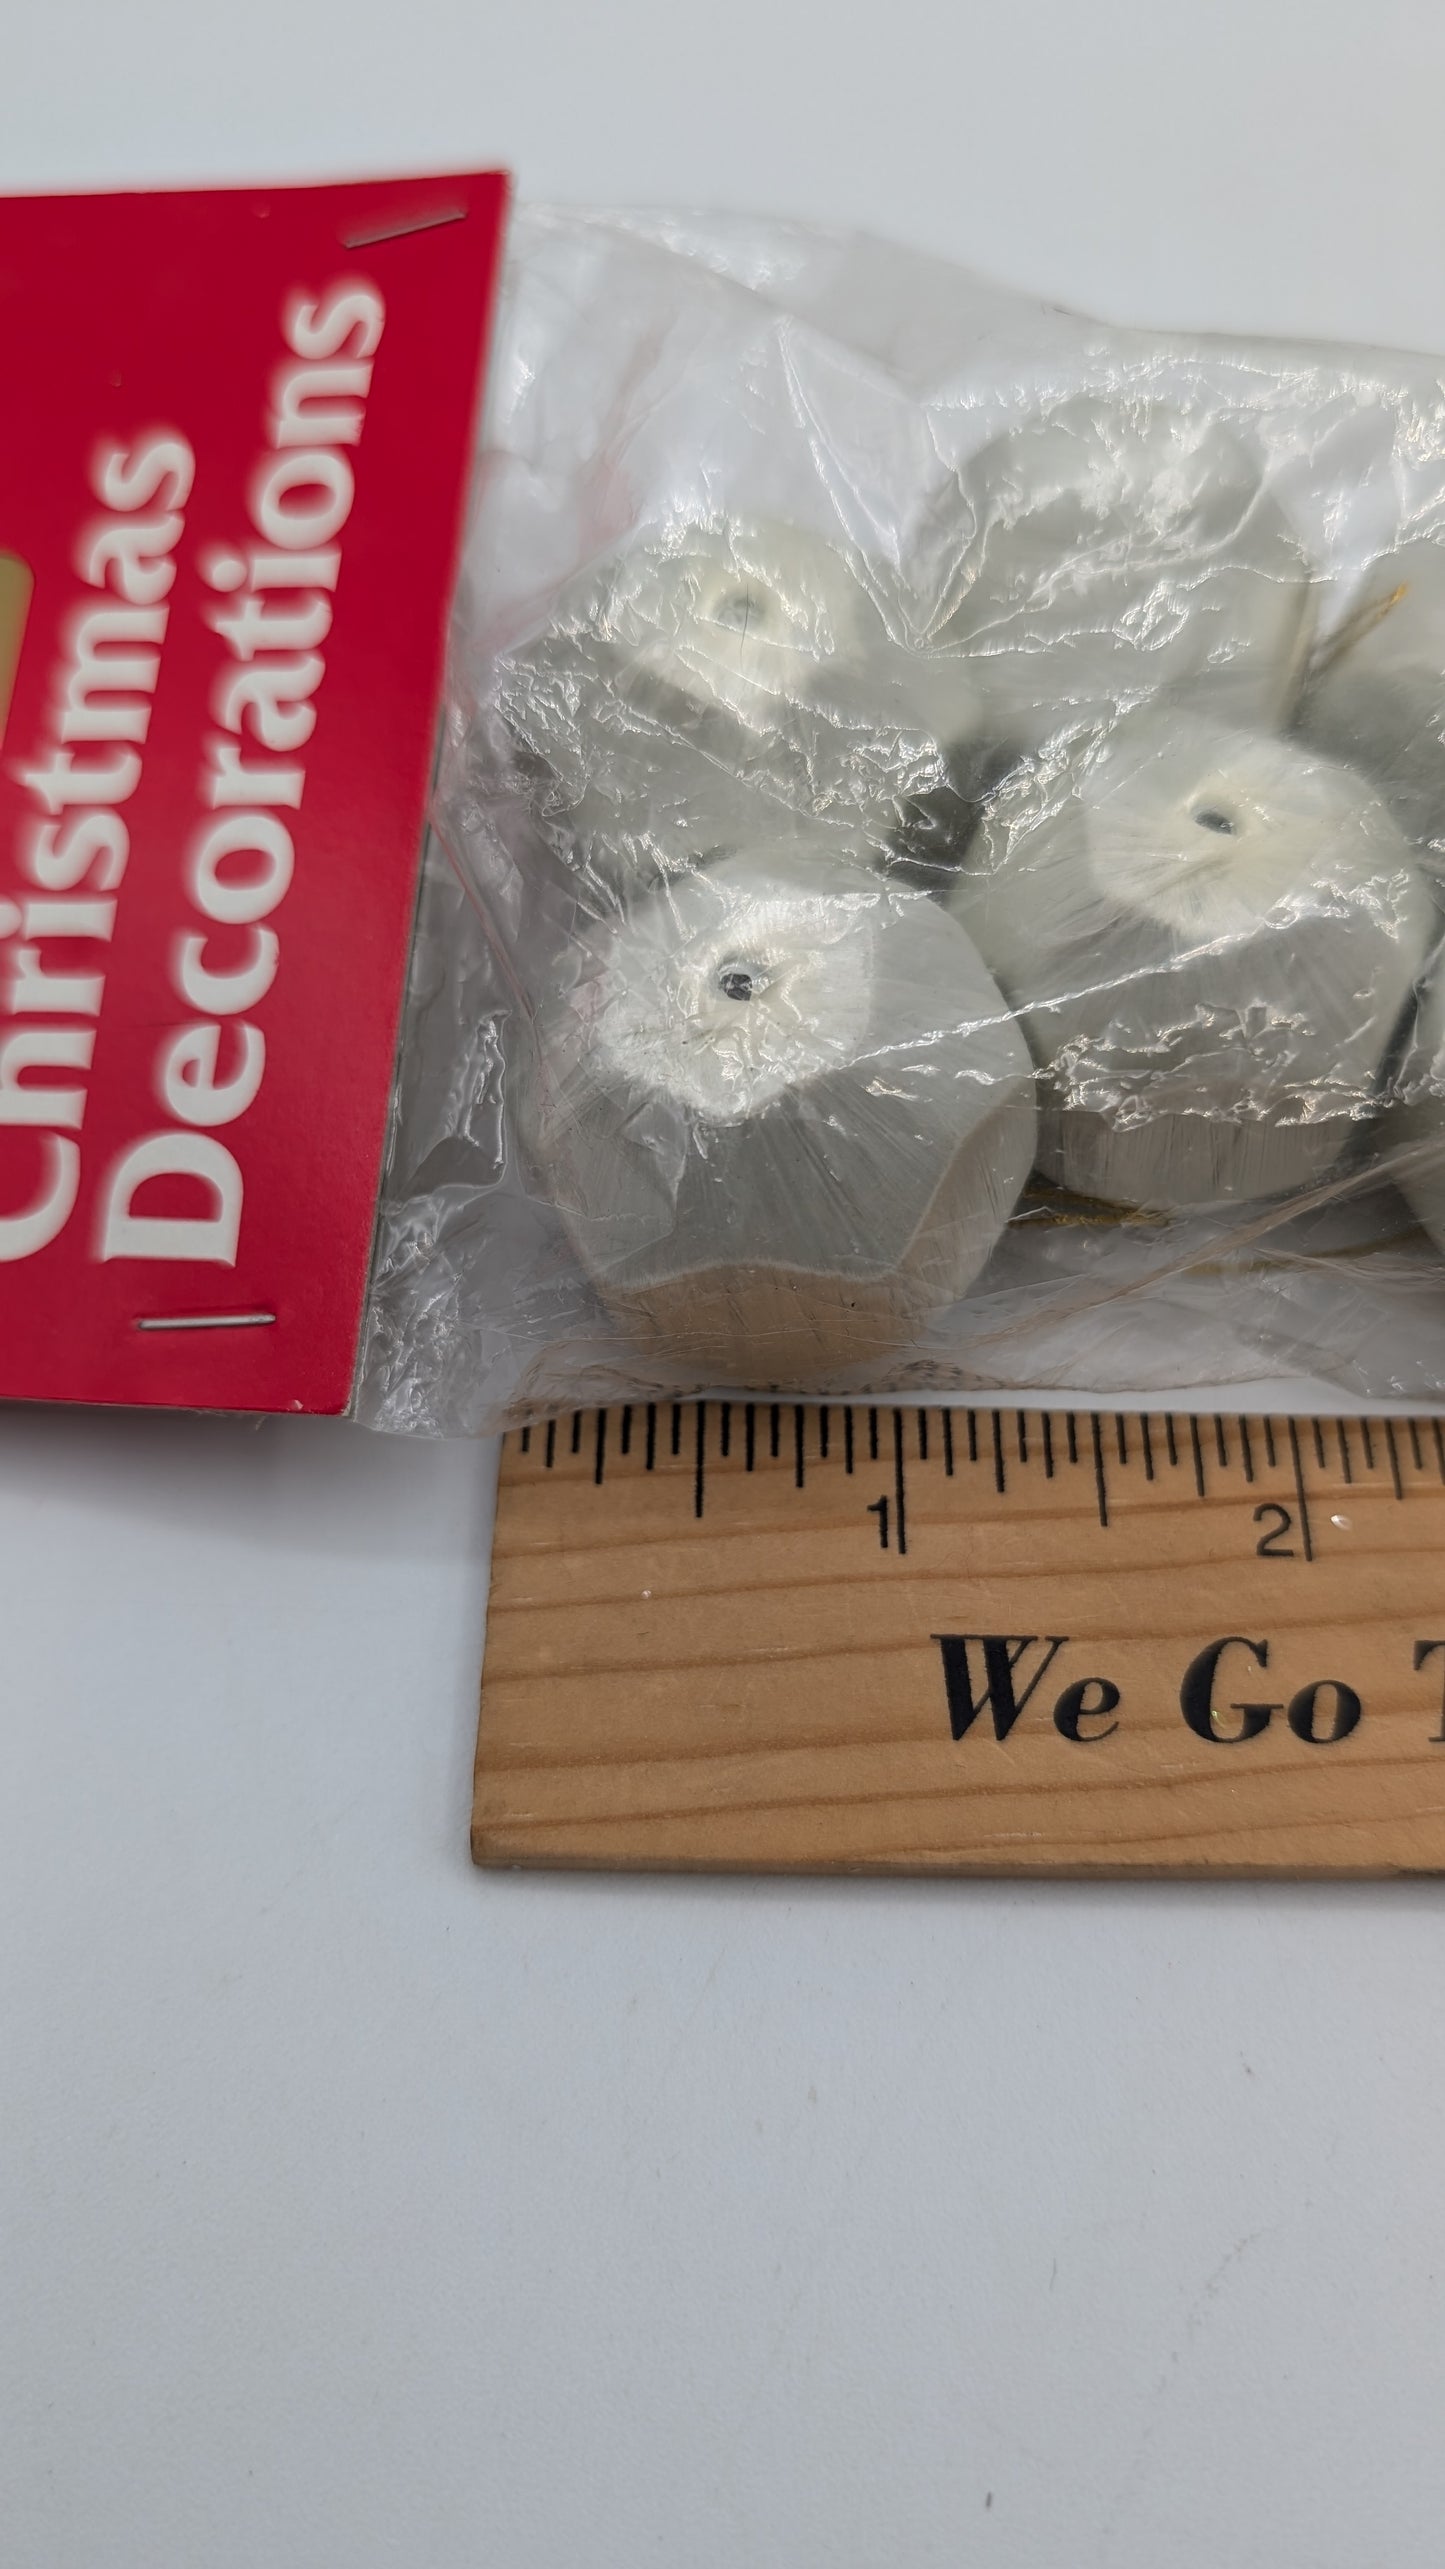 Christmas
Decorations
1 2
We Go